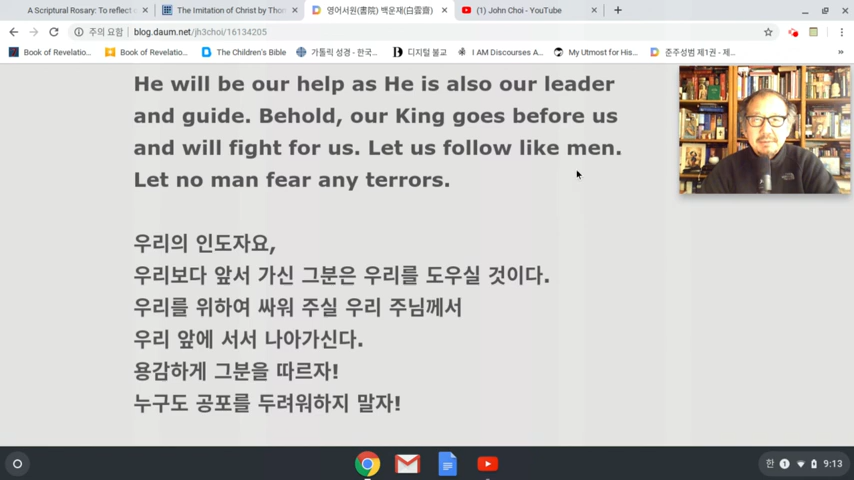 A Scriptural Rosary: To reflect a
The Imitation of Christ by Thon
영어서원(書院) 백운재(白雲齋)
(1) John Choi - YouTube
주의 요함
blog.daum.net/jh3choi/16134205
Book of Revelatio...
Book of Revelatio...
The Children's Bible
가톨릭 성경 - 한국...
디지털 불교
I AM Discourses A...
My Utmost for His...
준주성범 제1권 - 제...
He will be our help as He is also our leader
and guide. Behold, our King goes before us
and will fight for us. Let us follow like men.
Let no man fear any terrors.
우리의 인도자요,
우리보다 앞서 가신 그분은 우리를 도우실 것이다.
우리를 위하여 싸워 주실 우리 주님께서
우리 앞에 서서 나아가신다.
용감하게 그분을 따르자!
누구도 공포를 두려워하지 말자!
한
1
9:13